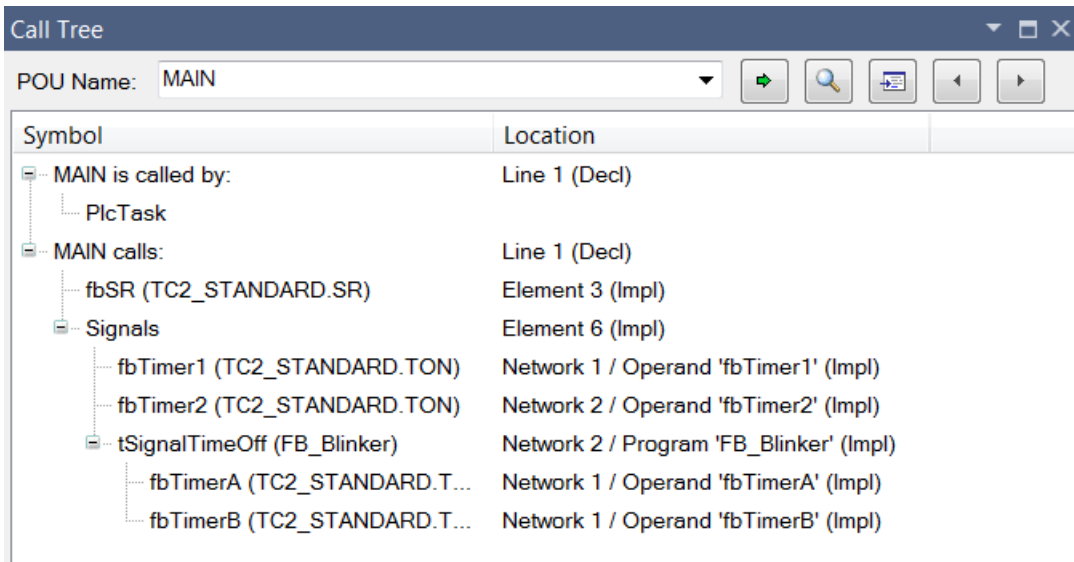 Call Tree
POU Name: MAIN
Symbol Location
MAIN is called by: Line 1 (Decl)
PlcTask
MAIN calls: Line 1 (Decl)
fbSR (TC2_STANDARD.SR) Element 3 (Impl)
Signals Element 6 (Impl)
fbTimer1 (TC2_STANDARD.TON) Network 1 / Operand 'fbTimer1' (Impl)
fbTimer2 (TC2_STANDARD.TON) Network 2 / Operand 'fbTimer2' (Impl)
tSignalTimeOff (FB_Blinker) Network 2 / Program 'FB_Blinker' (Impl)
fbTimerA (TC2_STANDARD.T... Network 1 / Operand 'fbTimerA' (Impl)
fbTimerB (TC2_STANDARD.T... Network 1 / Operand 'fbTimerB' (Impl)